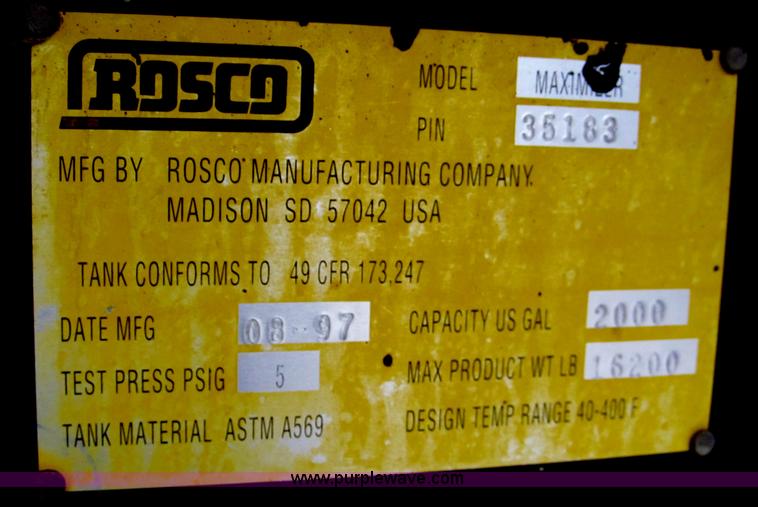 ROSCO
MODEL MAXIMIZER
PIN 35183
MFG BY ROSCO MANUFACTURING COMPANY
MADISON SD 57042 USA
TANK CONFORMS TO 49 CFR 173.247
DATE MFG 08-97
CAPACITY US GAL 2000
TEST PRESS PSIG 5
MAX PRODUCT WT LB 16200
TANK MATERIAL ASTM A569
DESIGN TEMP RANGE 40-400 F
www.purplewave.com